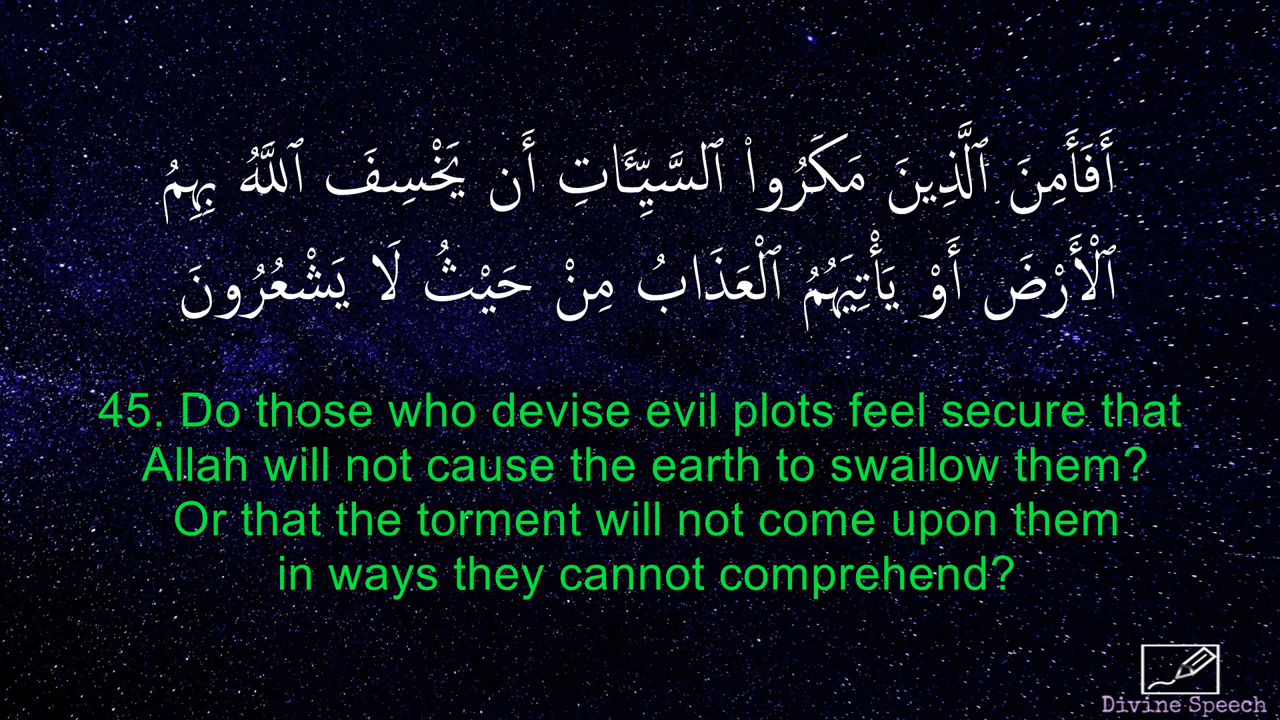 أَفَأَمِنَ ٱلَّذِينَ مَكَرُوا۟ ٱلسَّيِّـَٔاتِ أَن يَخْسِفَ ٱللَّهُ بِهِمُ
ٱلْأَرْضَ أَوْ يَأْتِيَهُمُ ٱلْعَذَابُ مِنْ حَيْثُ لَا يَشْعُرُونَ
45. Do those who devise evil plots feel secure that
Allah will not cause the earth to swallow them?
Or that the torment will not come upon them
in ways they cannot comprehend?
Divine Speech